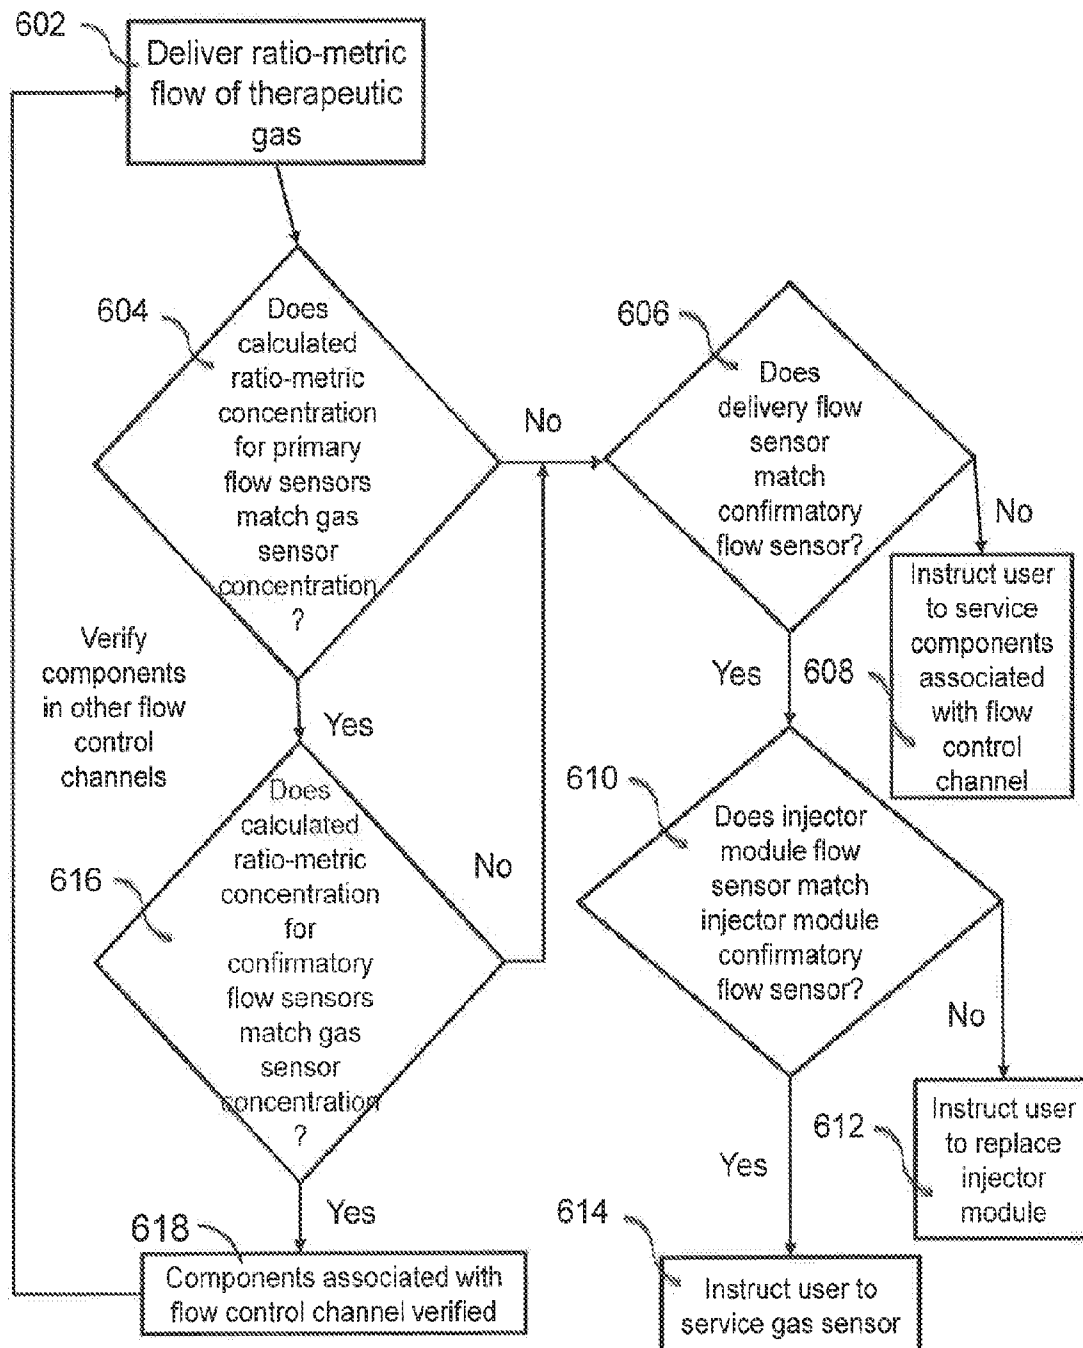 602
Deliver ratio-metric
flow of therapeutic
gas
604
Does
calculated
ratio-metric
concentration
for primary
flow sensors
match gas
sensor
concentration
?
No
606
Does
delivery flow
sensor
match
confirmatory
flow sensor?
No
Instruct user
to service
components
associated
with flow
control
channel
608
Yes
Verify
components
in other flow
control
channels
Yes
616
Does
calculated
ratio-metric
concentration
for
confirmatory
flow sensors
match gas
sensor
concentration
?
No
610
Does injector
module flow
sensor match
injector module
confirmatory
flow sensor?
No
612
Instruct user
to replace
injector
module
Yes
614
Instruct user to
service gas sensor
Yes
618
Components associated with
flow control channel verified